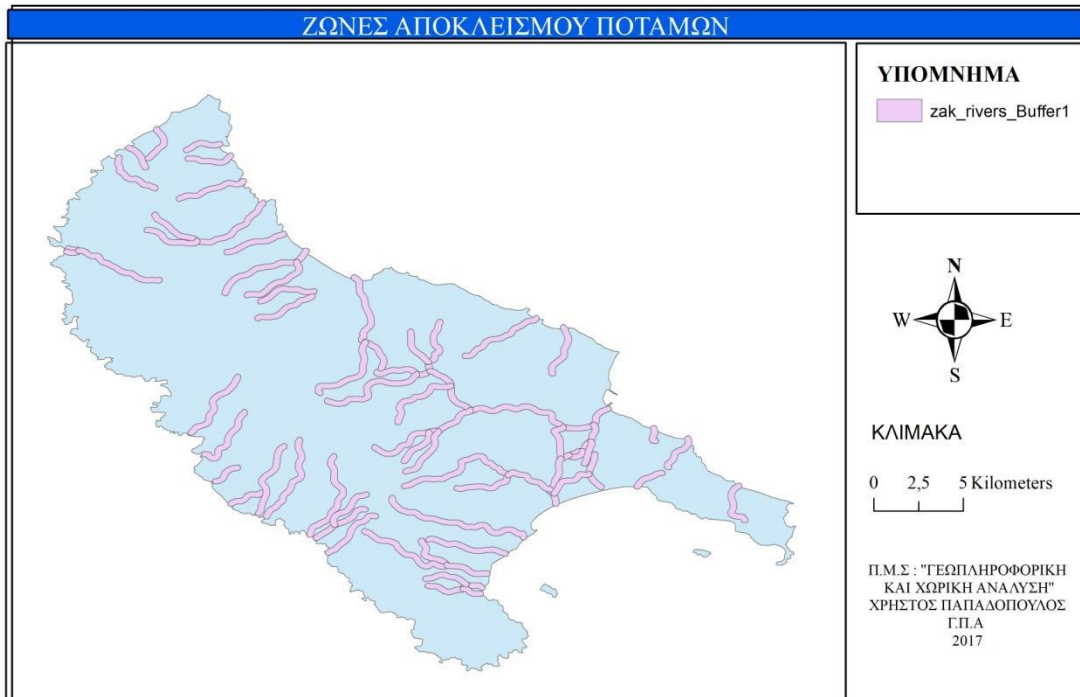 ΖΩΝΕΣ ΑΠΟΚΛΕΙΣΜΟΥ ΠΟΤΑΜΩΝ
ΥΠΟΜΝΗΜΑ
zak_rivers_Buffer1
N
W E
S
ΚΛΙΜΑΚΑ
0 2,5 5 Kilometers
Π.Μ.Σ : "ΓΕΩΠΛΗΡΟΦΟΡΙΚΗ
ΚΑΙ ΧΩΡΙΚΗ ΑΝΑΛΥΣΗ"
ΧΡΗΣΤΟΣ ΠΑΠΑΔΟΠΟΥΛΟΣ
Γ.Π.Α
2017